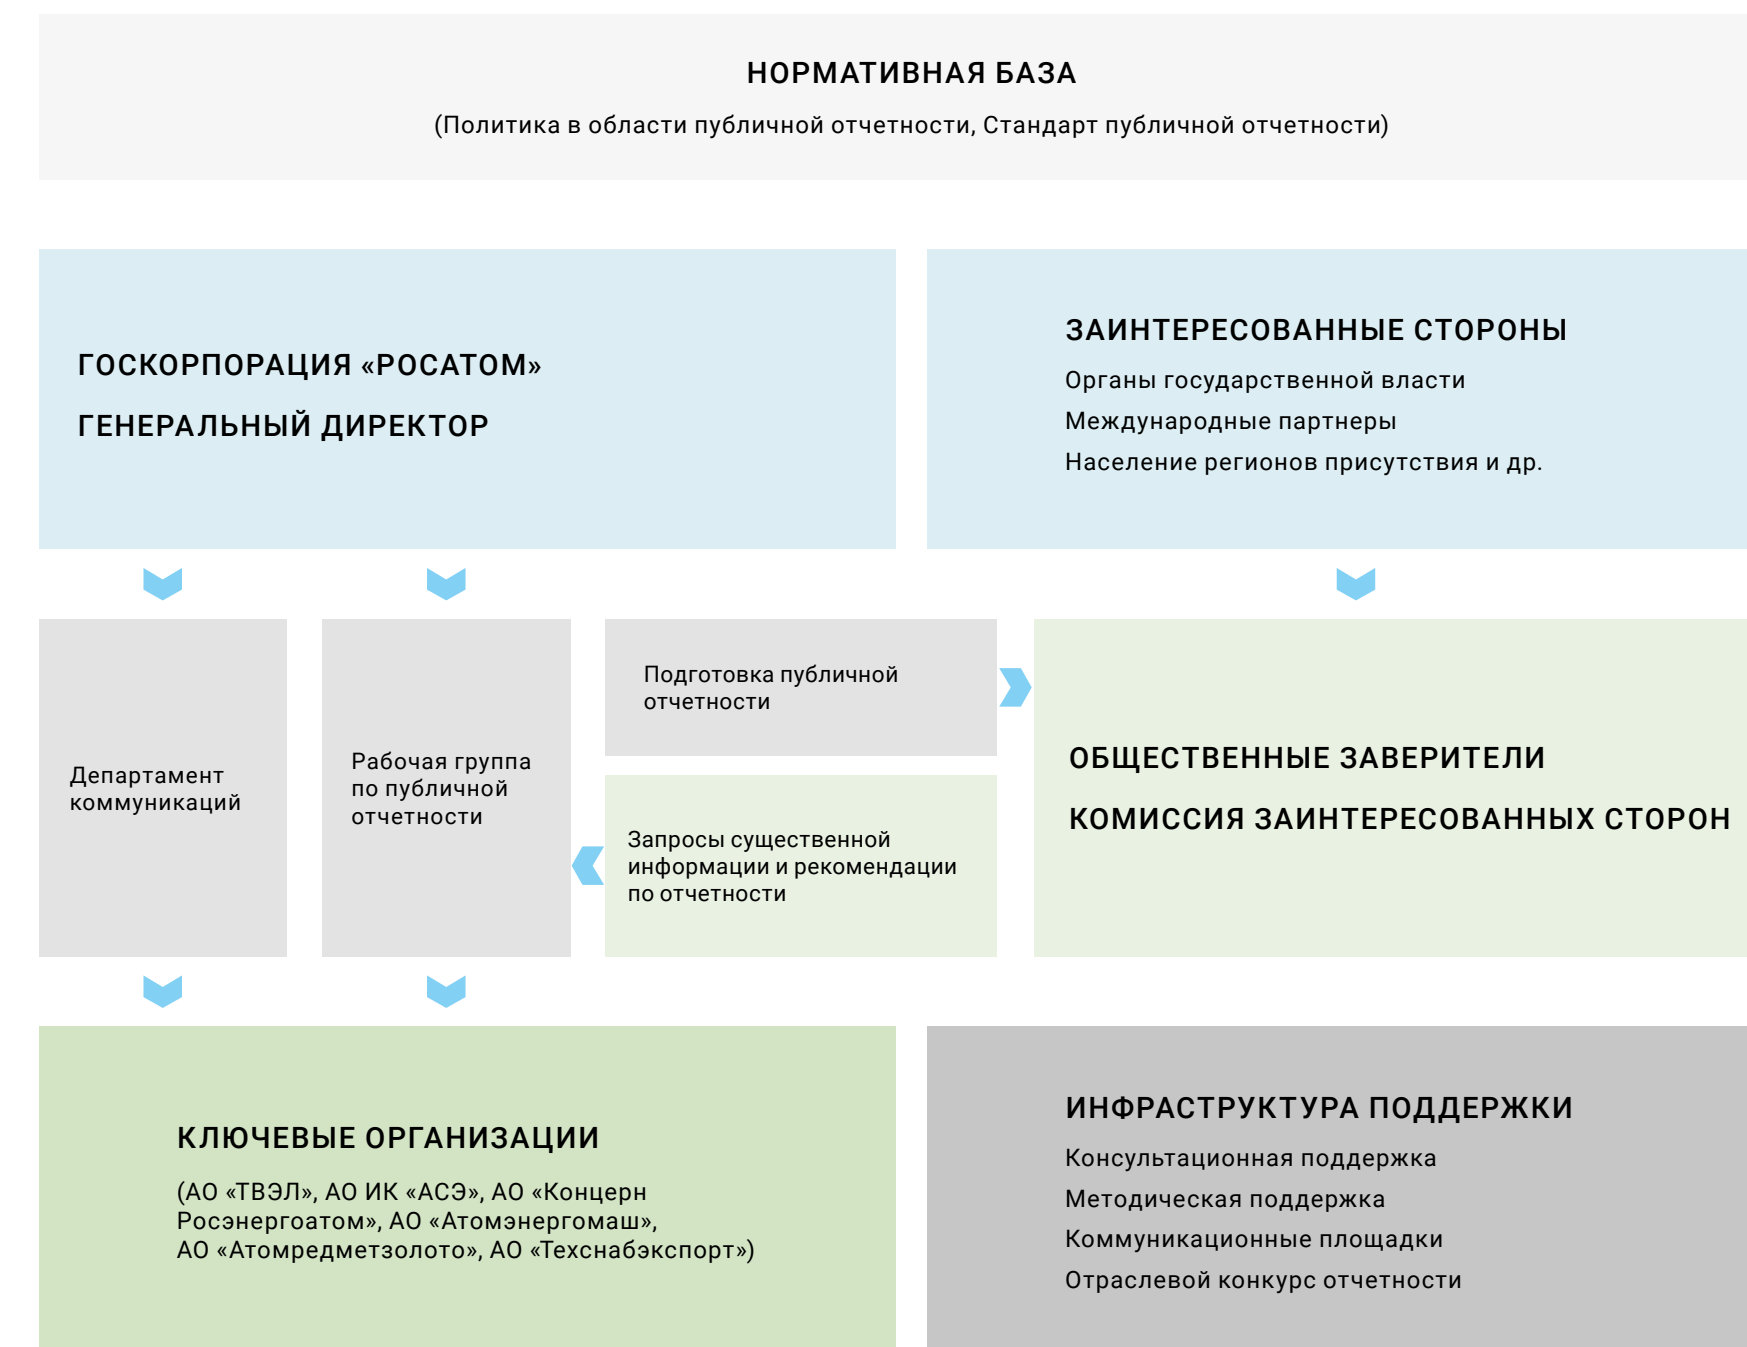 НОРМАТИВНАЯ БАЗА
(Политика в области публичной отчетности, Стандарт публичной отчетности)
ГОСКОРПОРАЦИЯ «РОСАТОМ»
ГЕНЕРАЛЬНЫЙ ДИРЕКТОР
ЗАИНТЕРЕСОВАННЫЕ СТОРОНЫ
Органы государственной власти
Международные партнеры
Население регионов присутствия и др.
Департамент
коммуникаций
Рабочая группа
по публичной
отчетности
Подготовка публичной
отчетности
Запросы существенной
информации и рекомендации
по отчетности
ОБЩЕСТВЕННЫЕ ЗАВЕРИТЕЛИ
КОМИССИЯ ЗАИНТЕРЕСОВАННЫХ СТОРОН
КЛЮЧЕВЫЕ ОРГАНИЗАЦИИ
(АО «ТВЭЛ», АО ИК «АСЭ», АО «Концерн
Росэнергоатом», АО «Атомэнергомаш»,
АО «Атомредметзолото», АО «Техснабэкспорт»)
ИНФРАСТРУКТУРА ПОДДЕРЖКИ
Консультационная поддержка
Методическая поддержка
Коммуникационные площадки
Отраслевой конкурс отчетности